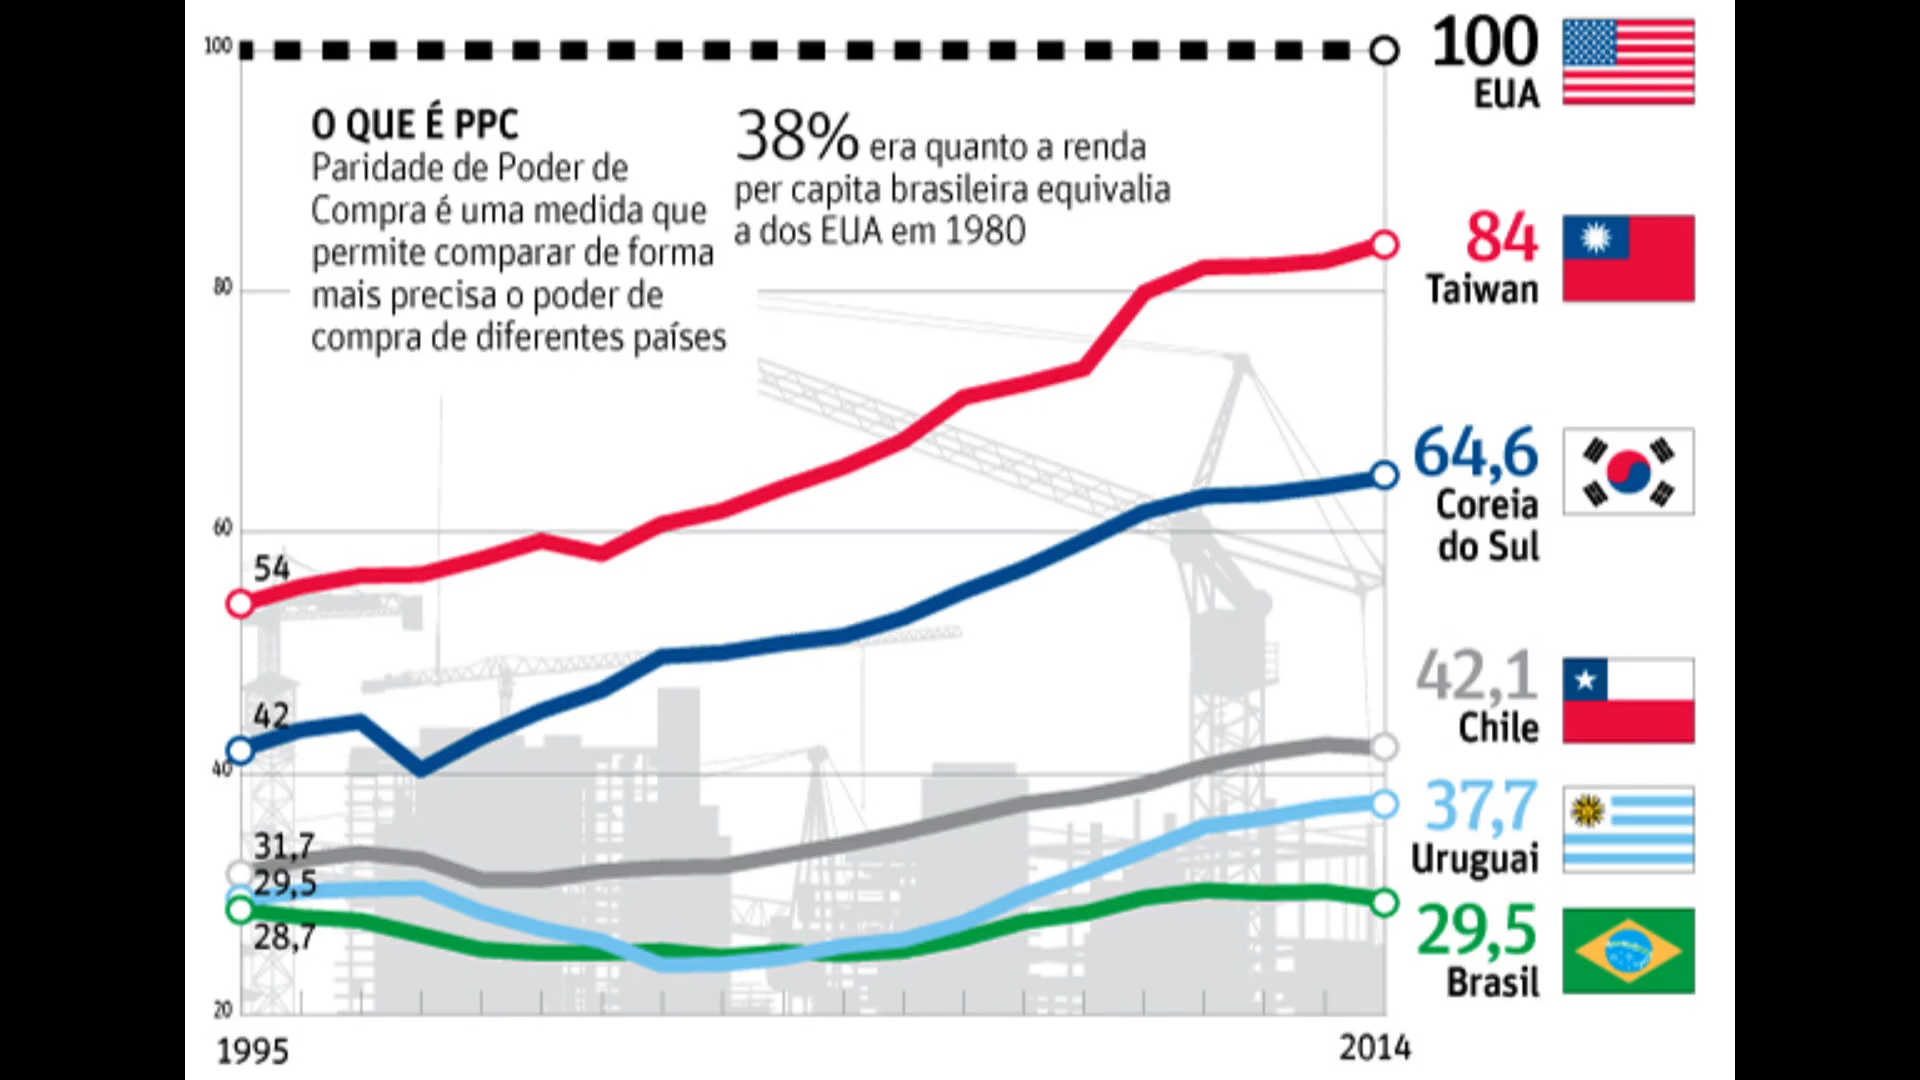 100
O QUE É PPC
Paridade de Poder de
Compra é uma medida que
permite comparar de forma
mais precisa o poder de
compra de diferentes países
38% era quanto a renda
per capita brasileira equivalia
a dos EUA em 1980
100
EUA
80
84
Taiwan
60
54
64,6
Coreia
do Sul
42
40
42,1
Chile
31,7
29,5
28,7
37,7
Uruguai
29,5
Brasil
20
1995
2014